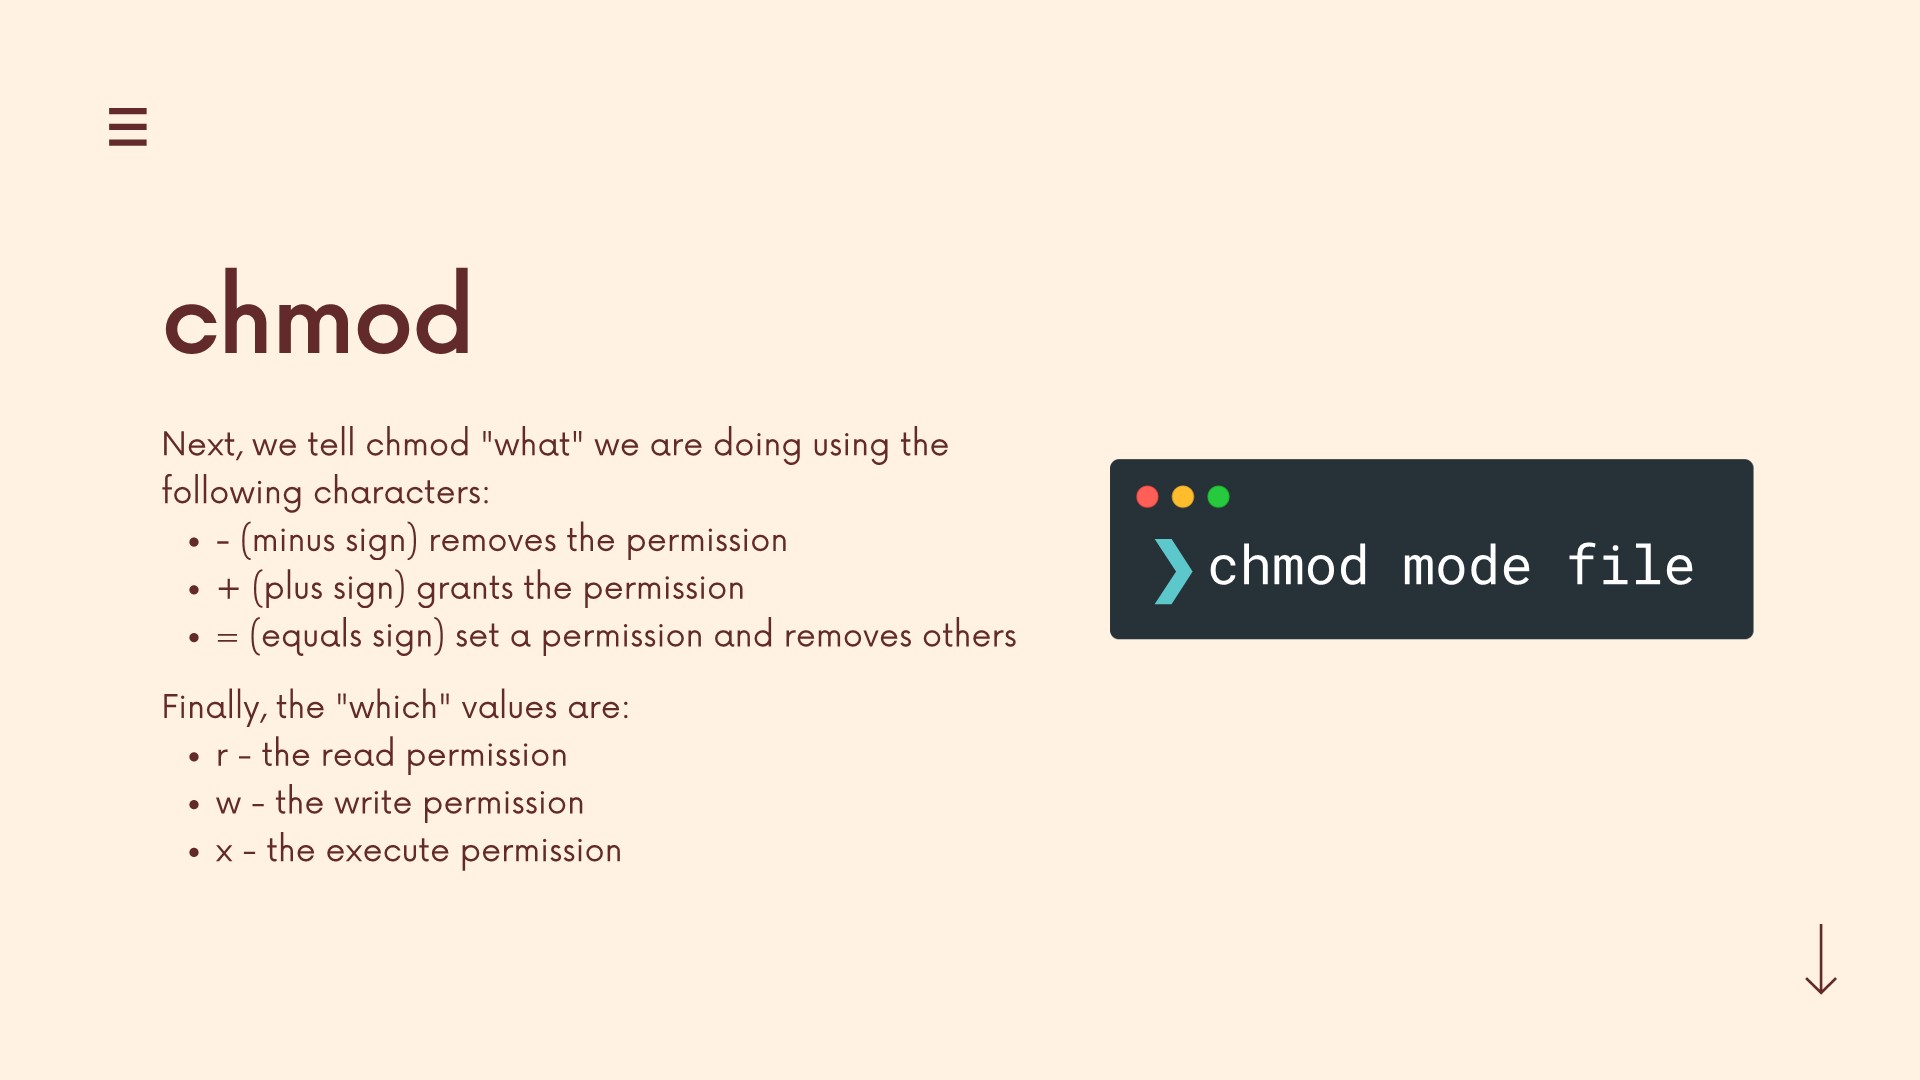 chmod
Next, we tell chmod "what" we are doing using the
following characters:
• - (minus sign) removes the permission
• + (plus sign) grants the permission
• = (equals sign) set a permission and removes others
Finally, the "which" values are:
• r - the read permission
• w - the write permission
• x - the execute permission
❯ chmod mode file